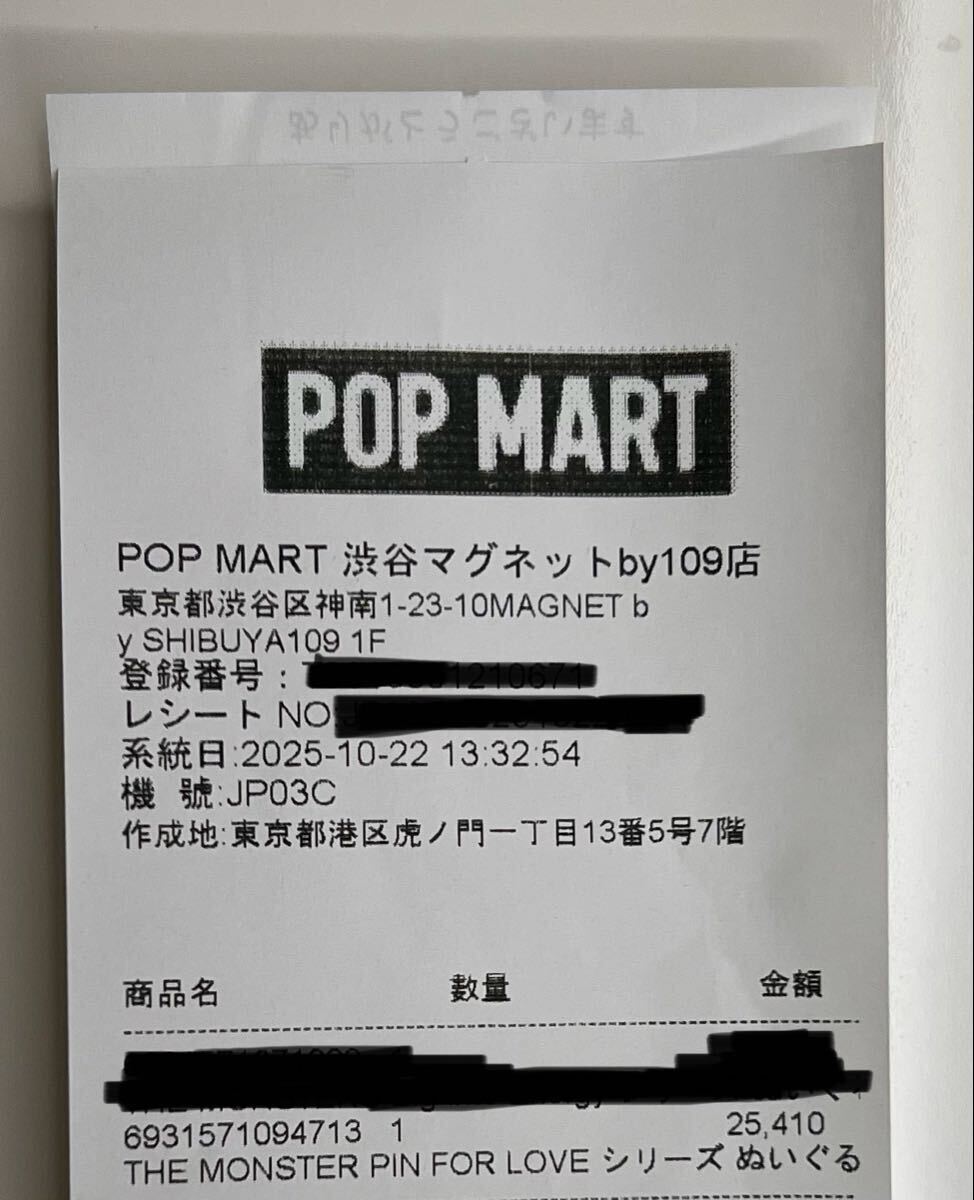 POP MART
POP MART 渋谷マグネットby109店
東京都渋谷区神南1-23-10MAGNET b
y SHIBUYA109 1F
登録番号：
レシート NO:
系統日:2025-10-22 13:32:54
機 號:JP03C
作成地:東京都港区虎ノ門一丁目13番5号7階
商品名 數量 金額
6931571094713 1 25,410
THE MONSTER PIN FOR LOVE シリーズ ぬいぐる